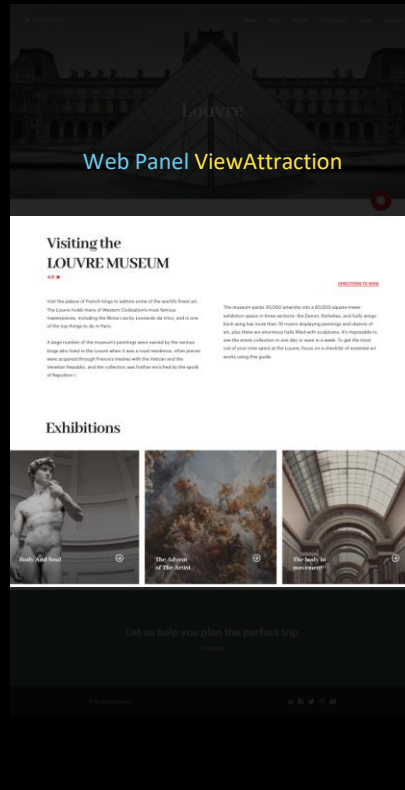 Louvre
Web Panel ViewAttraction
Visiting the
LOUVRE MUSEUM
DIRECTIONS TO HERE
Visit the palace of French kings to admire some of the world's finest art.
The Louvre holds many of Western Civilization's most famous
masterpieces, including the Mona Lisa by Leonardo da Vinci, and is one
of the top things to do in Paris.
A large number of the museum's paintings were owned by the various
kings who lived in the Louvre when it was a royal residence; other pieces
were acquired through France's treaties with the Vatican and the
Venetian Republic, and the collection was further enriched by the spoils
of Napoléon I.
The museum packs 30,000 artworks into a 60,000-square-meter
exhibition space in three sections: the Denon, Richelieu, and Sully wings.
Each wing has more than 70 rooms displaying paintings and objects of
art, plus there are enormous halls filled with sculptures. It's impossible to
see the entire collection in one day or even in a week. To get the most
out of your time spent at the Louvre, focus on a checklist of essential art
works using this guide.
Exhibitions
Body And Soul
The Advent
of The Artist
The body in
movement
Let us help you plan the perfect trip